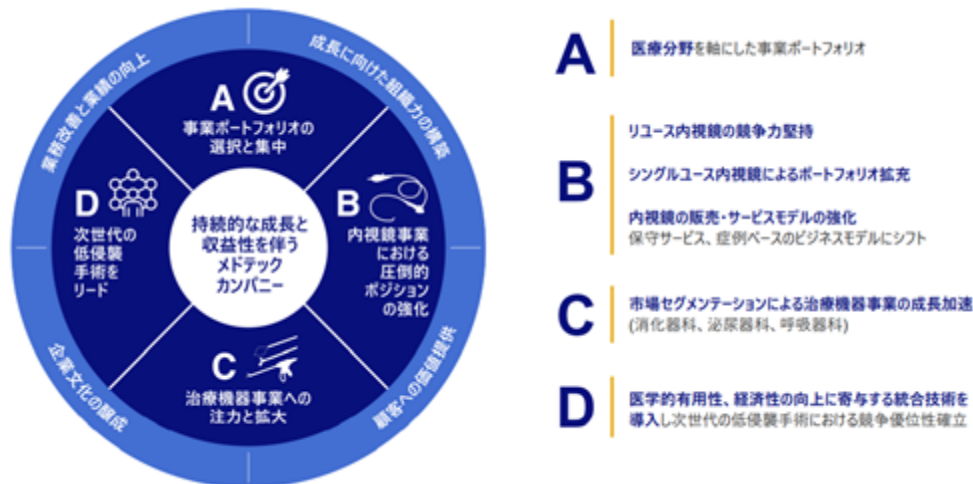 業務改善と業績の向上
成長に向けた組織力の構築
企業文化の醸成
顧客への価値提供
A
事業ポートフォリオの
選択と集中
B
内視鏡事業
における
圧倒的
ポジション
の強化
C
治療機器事業への
注力と拡大
D
次世代の
低侵襲
手術を
リード
持続的な成長と
収益性を伴う
メドテック
カンパニー
A
医療分野を軸にした事業ポートフォリオ
B
リユース内視鏡の競争力堅持
シングルユース内視鏡によるポートフォリオ拡充
内視鏡の販売・サービスモデルの強化
保守サービス、症例ベースのビジネスモデルにシフト
C
市場セグメンテーションによる治療機器事業の成長加速
(消化器科、泌尿器科、呼吸器科)
D
医学的有用性、経済性の向上に寄与する統合技術を
導入し次世代の低侵襲手術における競争優位性確立